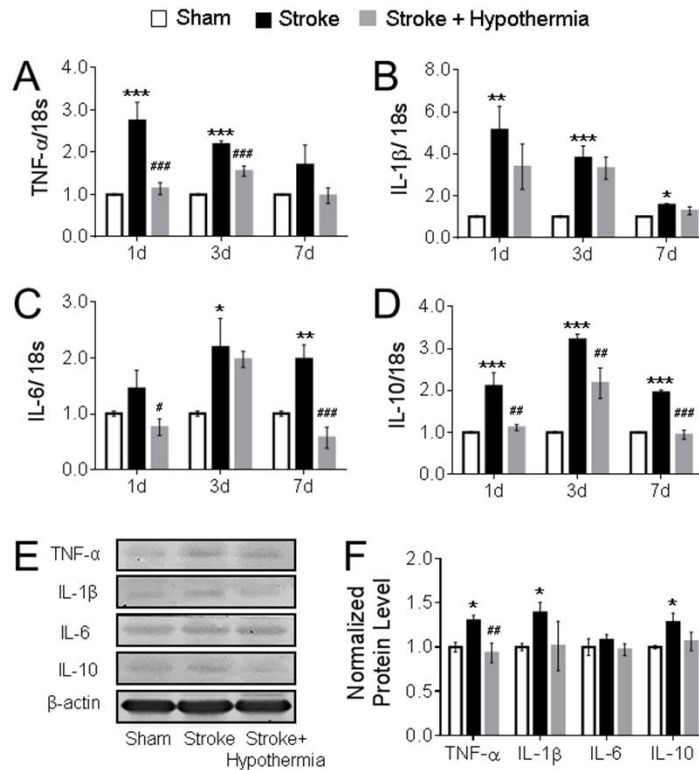 Sham Stroke Stroke + Hypothermia
A
TNF-α/18s
4.0
3.0
2.0
1.0
0.0
***
###
***
###
1d 3d 7d
B
IL-1β/ 18s
8.0
6.0
4.0
2.0
0.0
**
***
*
1d 3d 7d
C
IL-6/ 18s
3.0
2.0
1.0
0.0
#
*
**
###
1d 3d 7d
D
IL-10/18s
4.0
3.0
2.0
1.0
0.0
***
##
***
##
***
###
1d 3d 7d
E
TNF-α
IL-1β
IL-6
IL-10
β-actin
Sham Stroke Stroke+
Hypothermia
F
Normalized
Protein Level
2.0
1.5
1.0
0.5
0.0
*
##
*
*
TNF-α IL-1β IL-6 IL-10